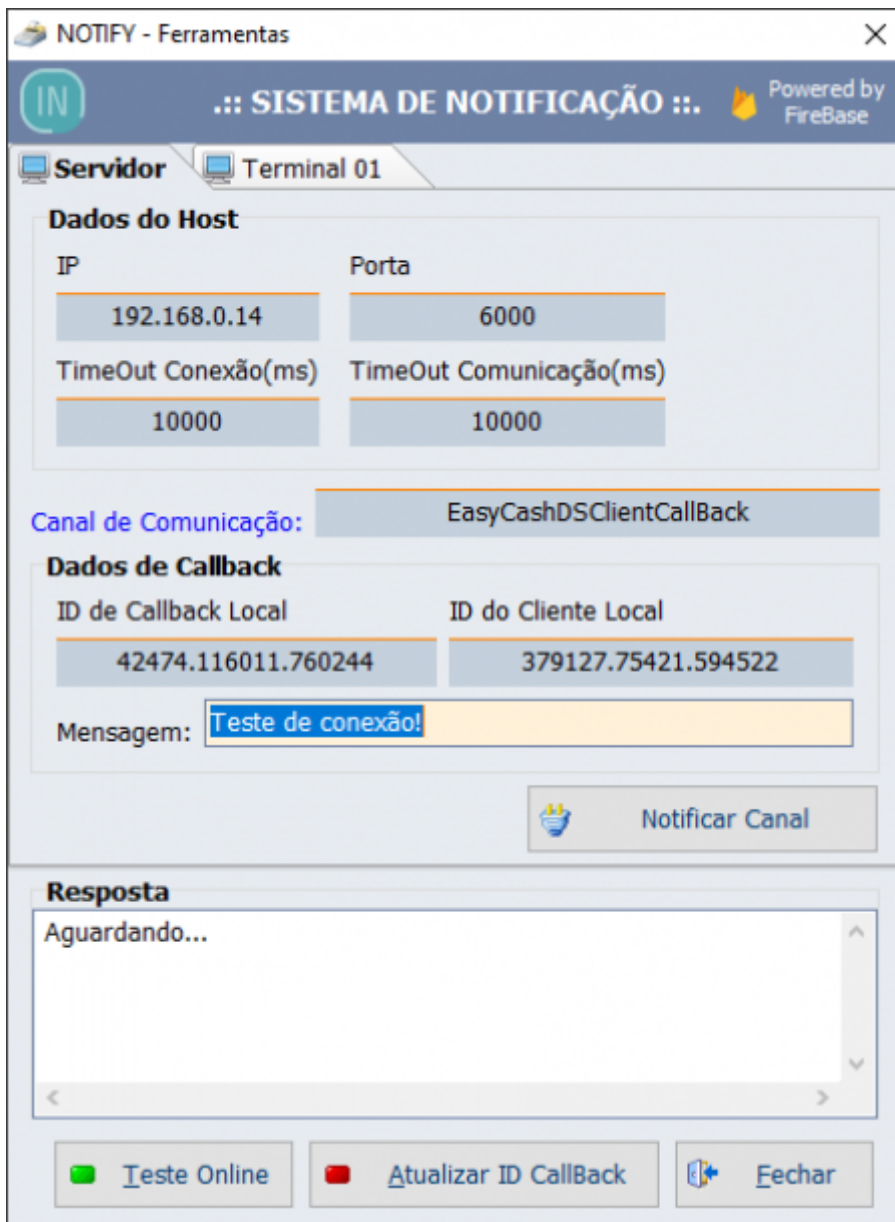 NOTIFY - Ferramentas
IN
.:: SISTEMA DE NOTIFICAÇÃO ::.
Powered by
FireBase
Servidor
Terminal 01
Dados do Host
IP
Porta
192.168.0.14
6000
TimeOut Conexão(ms)
TimeOut Comunicação(ms)
10000
10000
Canal de Comunicação:
EasyCashDSClientCallBack
Dados de Callback
ID de Callback Local
ID do Cliente Local
42474.116011.760244
379127.75421.594522
Mensagem:
Teste de conexão!
Notificar Canal
Resposta
Aguardando...
Teste Online
Atualizar ID CallBack
Fechar